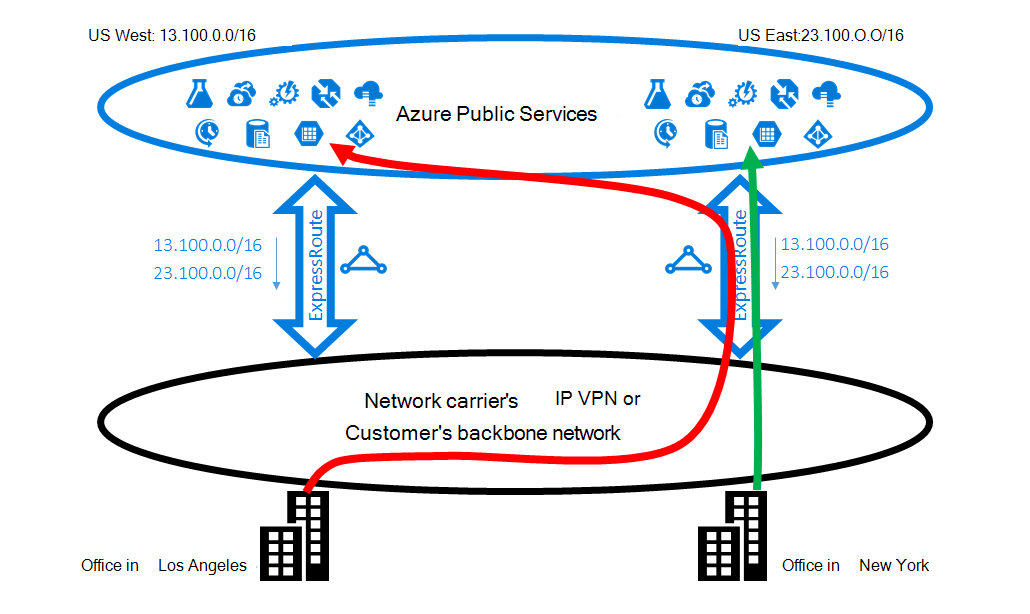 US West: 13.100.0.0/16
US East:23.100.O.O/16
Azure Public Services
ExpressRoute
13.100.0.0/16
23.100.0.0/16
ExpressRoute
13.100.0.0/16
23.100.0.0/16
Network carrier's IP VPN or
Customer's backbone network
Office in Los Angeles
Office in New York